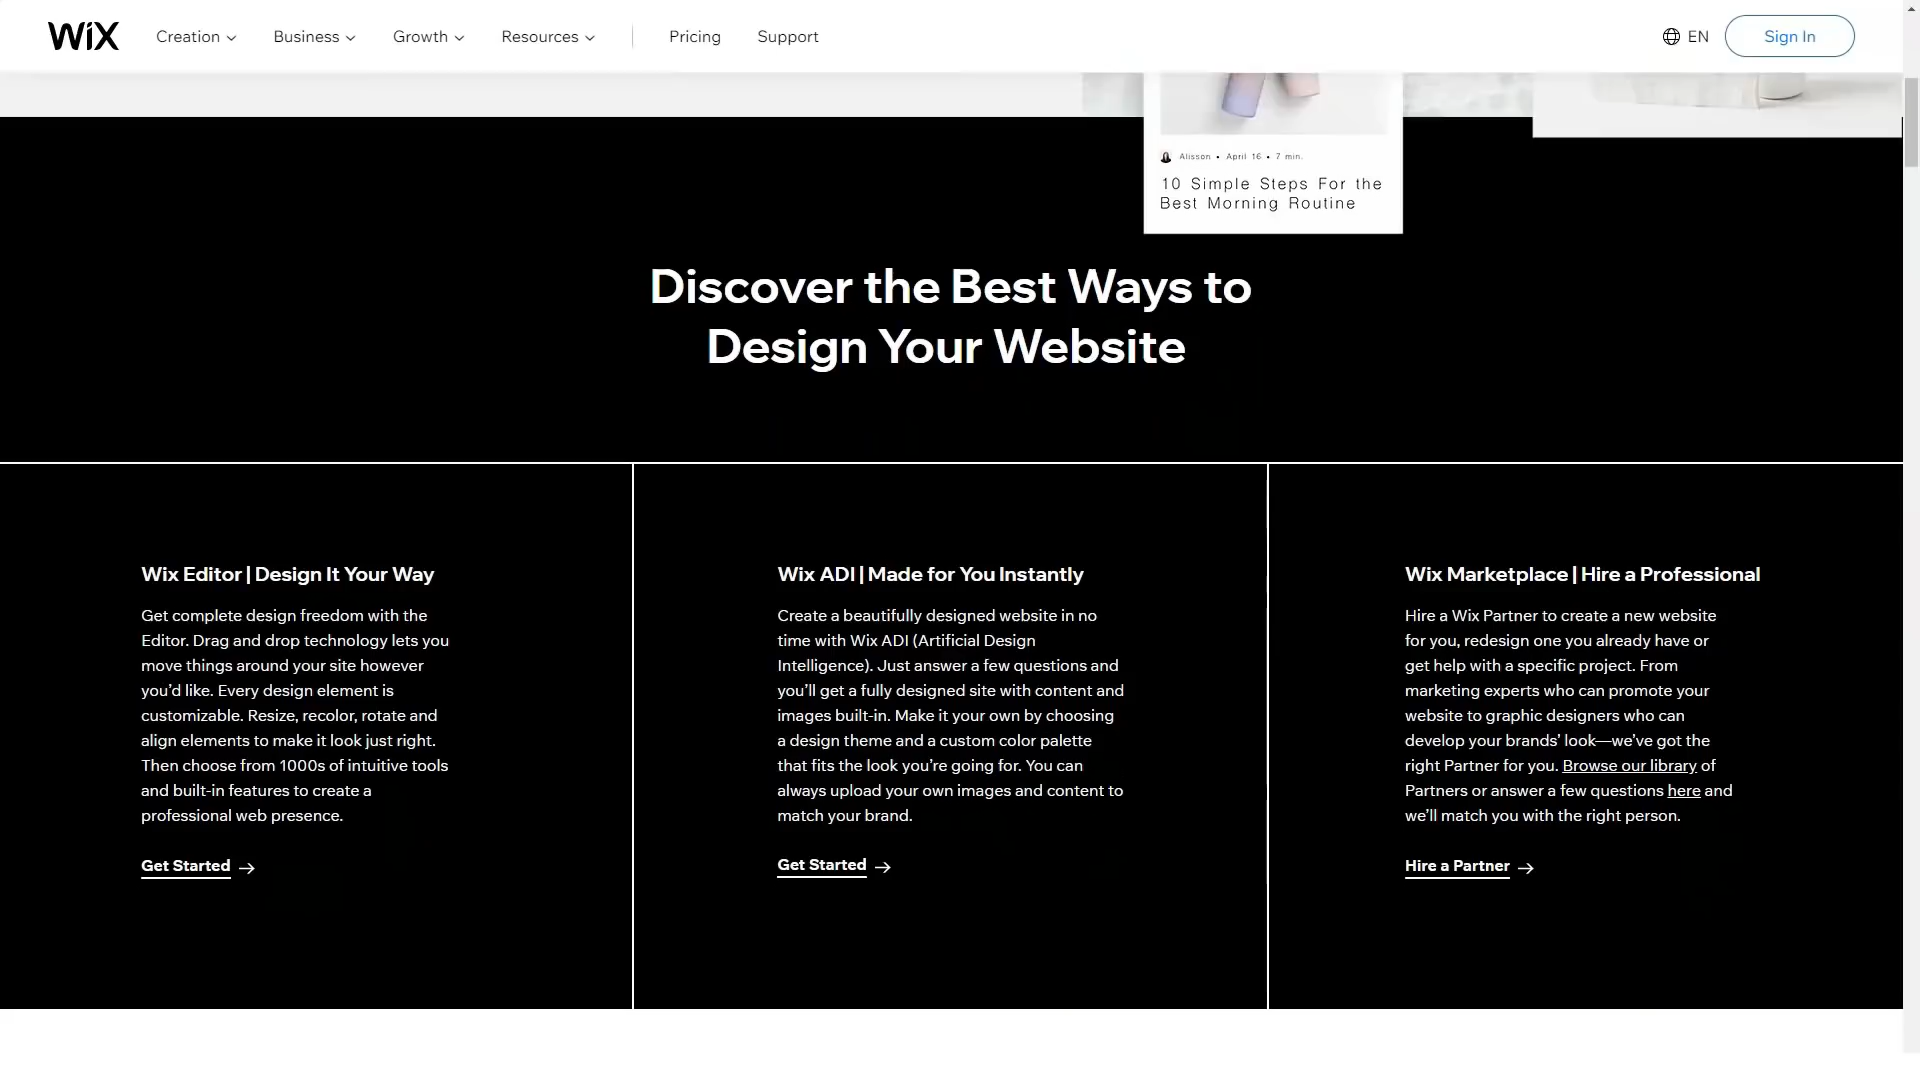 WiX
Creation
Business
Growth
Resources
Pricing
Support
EN
Sign In
Alisson • April 16 • 7 min.
10 Simple Steps For the
Best Morning Routine
Discover the Best Ways to
Design Your Website
Wix Editor | Design It Your Way
Get complete design freedom with the
Editor. Drag and drop technology lets you
move things around your site however
you’d like. Every design element is
customizable. Resize, recolor, rotate and
align elements to make it look just right.
Then choose from 1000s of intuitive tools
and built-in features to create a
professional web presence.
Get Started
Wix ADI | Made for You Instantly
Create a beautifully designed website in no
time with Wix ADI (Artificial Design
Intelligence). Just answer a few questions and
you’ll get a fully designed site with content and
images built-in. Make it your own by choosing
a design theme and a custom color palette
that fits the look you’re going for. You can
always upload your own images and content to
match your brand.
Get Started
Wix Marketplace | Hire a Professional
Hire a Wix Partner to create a new website
for you, redesign one you already have or
get help with a specific project. From
marketing experts who can promote your
website to graphic designers who can
develop your brands’ look—we’ve got the
right Partner for you. Browse our library of
Partners or answer a few questions here and
we’ll match you with the right person.
Hire a Partner